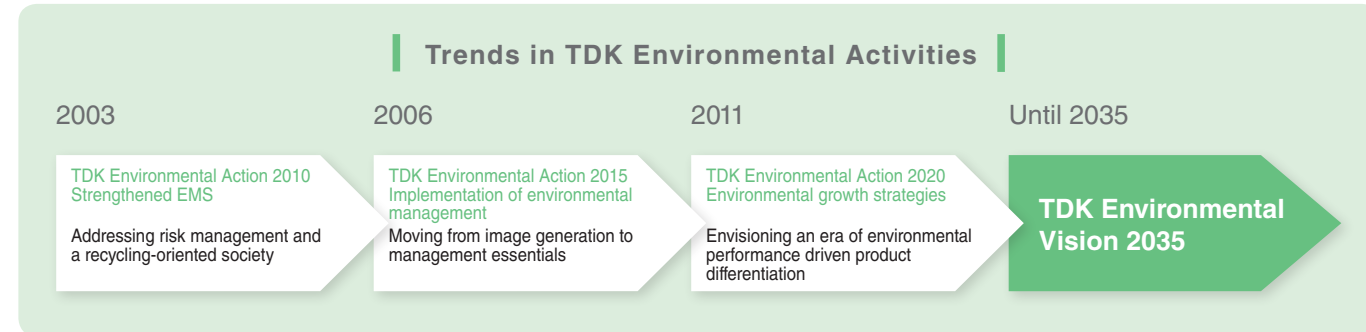 Trends in TDK Environmental Activities
2003
2006
2011
Until 2035
TDK Environmental Action 2010
Strengthened EMS
Addressing risk management and
a recycling-oriented society
TDK Environmental Action 2015
Implementation of environmental
management
Moving from image generation to
management essentials
TDK Environmental Action 2020
Environmental growth strategies
Envisioning an era of environmental
performance driven product
differentiation
TDK Environmental
Vision 2035